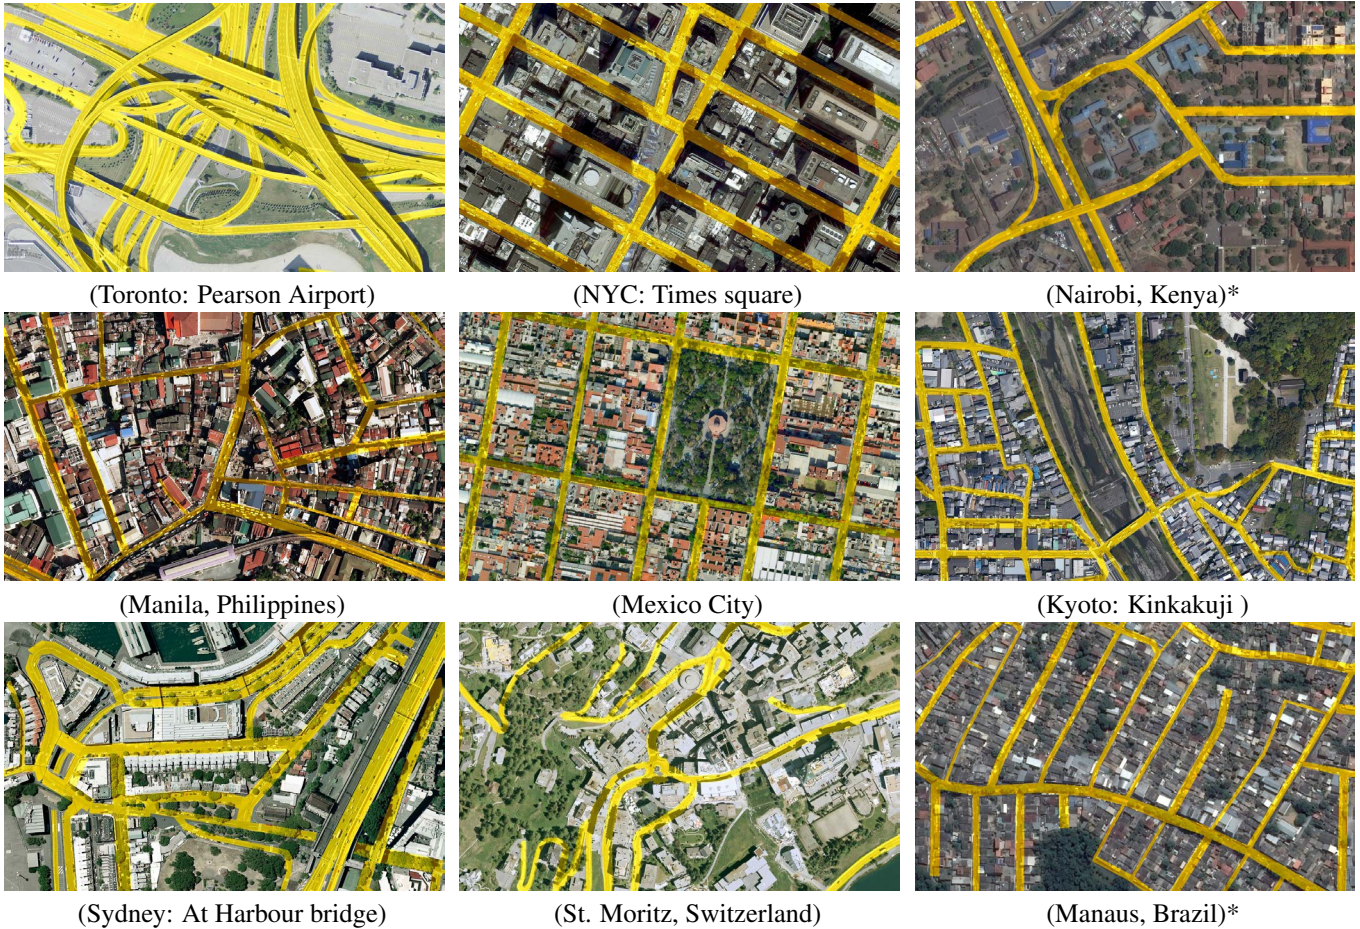 (Toronto: Pearson Airport)
(NYC: Times square)
(Nairobi, Kenya)*
(Manila, Philippines)
(Mexico City)
(Kyoto: Kinkakuji )
(Sydney: At Harbour bridge)
(St. Moritz, Switzerland)
(Manaus, Brazil)*